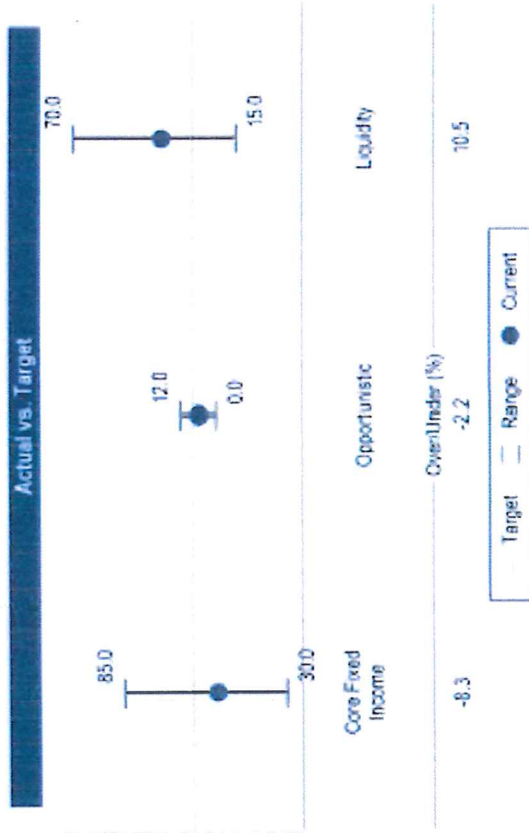 Actual vs. Target
85.0 12.0 70.0
30.0 0.0 15.0
Core Fixed Income Opportunistic Liquidity
Over/Under (%)
-8.3 -2.2 10.5
Target Range Current